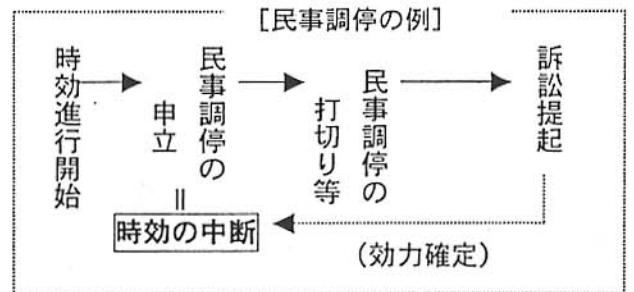 [民事調停の例]
時効進行開始
民事調停の
申立
民事調停の
打切り等
訴訟提起
=
時効の中断
(効力確定)